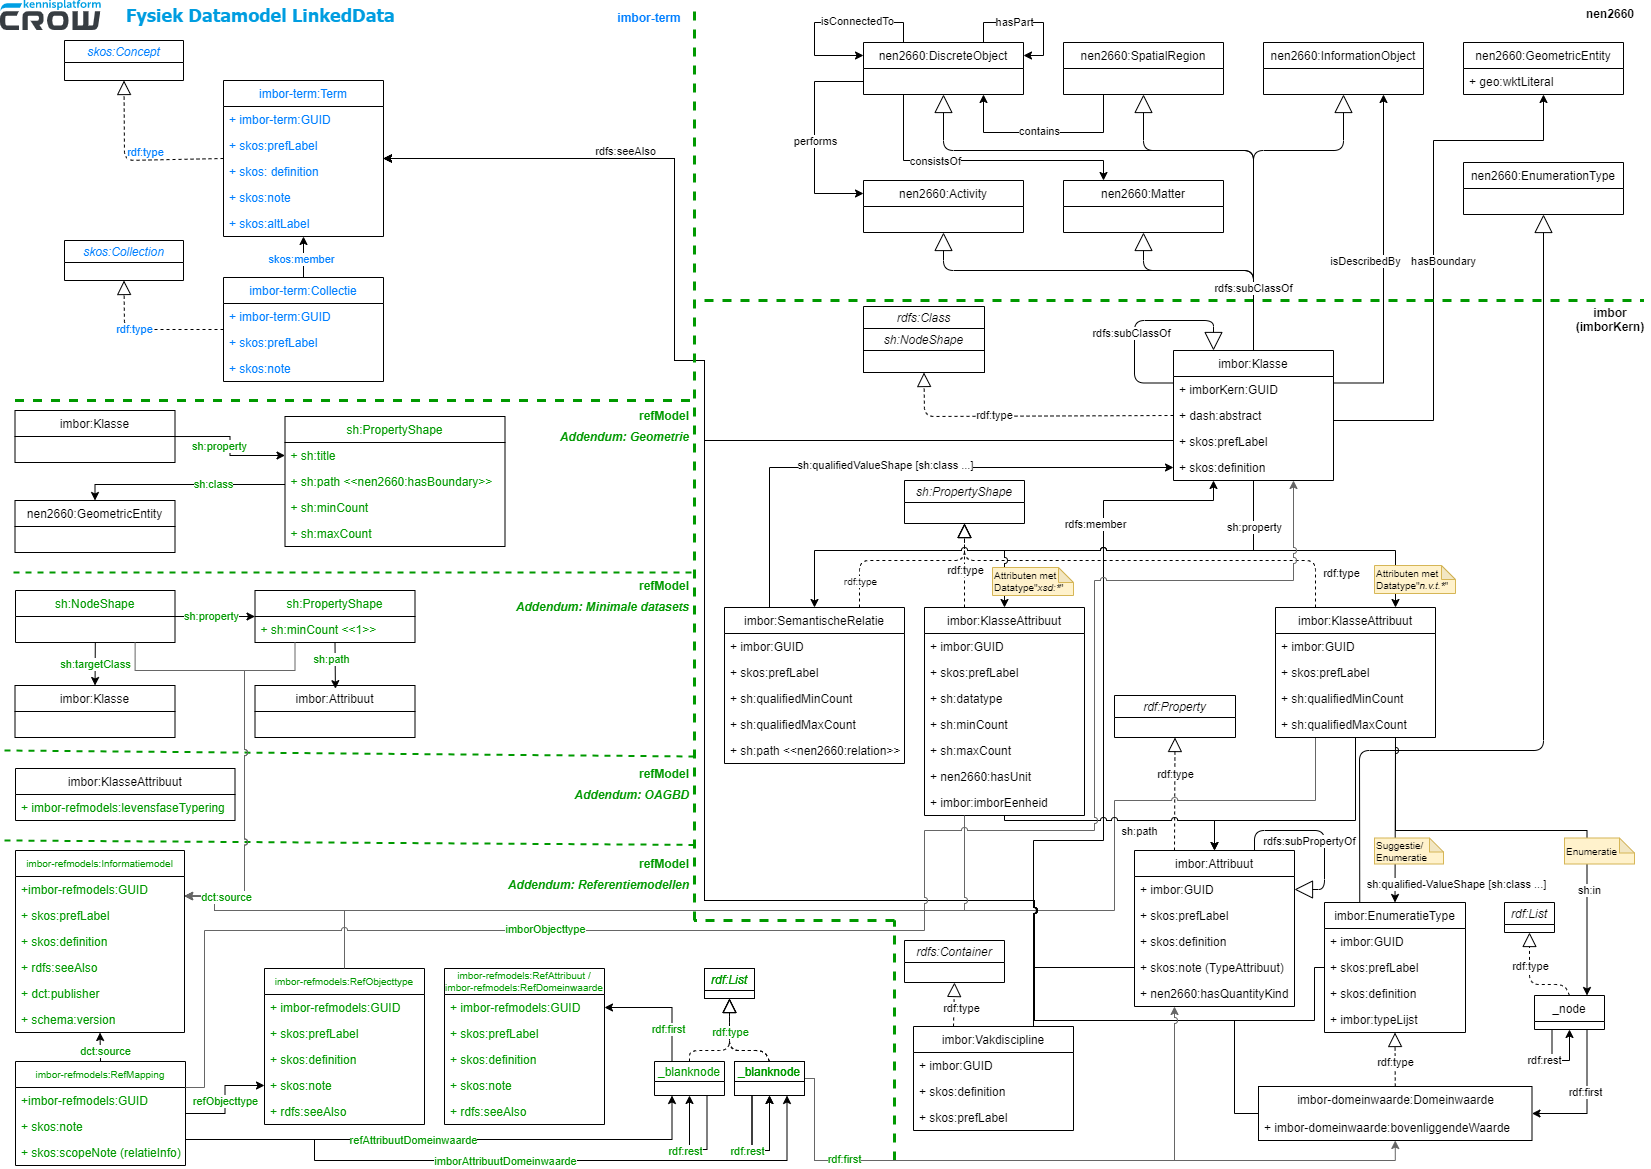 kennisplatform
CROW
Fysiek Datamodel LinkedData
imbor-term
nen2660
skos:Concept
imbor-term:Term
+ imbor-term:GUID
+ skos:prefLabel
+ skos: definition
+ skos:note
+ skos:altLabel
rdf:type
rdfs:seeAlso
skos:Collection
skos:member
imbor-term:Collectie
+ imbor-term:GUID
+ skos:prefLabel
+ skos:note
rdf:type
isConnectedTo
hasPart
nen2660:DiscreteObject
nen2660:SpatialRegion
nen2660:InformationObject
nen2660:GeometricEntity
+ geo:wktLiteral
performs
contains
consistsOf
nen2660:Activity
nen2660:Matter
nen2660:EnumerationType
isDescribedBy
hasBoundary
rdfs:subClassOf
imbor
(imborKern)
rdfs:Class
sh:NodeShape
rdfs:subClassOf
imbor:Klasse
+ imborKern:GUID
+ dash:abstract
+ skos:prefLabel
+ skos:definition
rdf:type
sh:qualifiedValueShape [sh:class ...]
sh:PropertyShape
rdfs:member
sh:property
rdf:type
rdf:type
rdf:type
Attributen met
Datatype"xsd:*"
Attributen met
Datatype"n.v.t.*"
imbor:SemantischeRelatie
+ imbor:GUID
+ skos:prefLabel
+ sh:qualifiedMinCount
+ sh:qualifiedMaxCount
+ sh:path <<nen2660:relation>>
imbor:KlasseAttribuut
+ imbor:GUID
+ skos:prefLabel
+ sh:datatype
+ sh:minCount
+ sh:maxCount
+ nen2660:hasUnit
+ imbor:imborEenheid
imbor:KlasseAttribuut
+ imbor:GUID
+ skos:prefLabel
+ sh:qualifiedMinCount
+ sh:qualifiedMaxCount
rdf:Property
rdf:type
sh:path
rdfs:subPropertyOf
imbor:Attribuut
+ imbor:GUID
+ skos:prefLabel
+ skos:definition
+ skos:note (TypeAttribuut)
+ nen2660:hasQuantityKind
Suggestie/
Enumeratie
Enumeratie
sh:qualified-ValueShape [sh:class ...]
sh:in
imbor:EnumeratieType
+ imbor:GUID
+ skos:prefLabel
+ skos:definition
+ imbor:typeLijst
rdf:List
rdf:type
_node
rdf:rest
rdf:first
rdf:type
imbor-domeinwaarde:Domeinwaarde
+ imbor-domeinwaarde:bovenliggendeWaarde
rdfs:Container
rdf:type
imbor:Vakdiscipline
+ imbor:GUID
+ skos:definition
+ skos:prefLabel
refModel
Addendum: Geometrie
imbor:Klasse
sh:property
sh:PropertyShape
+ sh:title
+ sh:path <<nen2660:hasBoundary>>
+ sh:minCount
+ sh:maxCount
sh:class
nen2660:GeometricEntity
refModel
Addendum: Minimale datasets
sh:NodeShape
sh:property
sh:PropertyShape
+ sh:minCount <<1>>
sh:targetClass
sh:path
imbor:Klasse
imbor:Attribuut
refModel
Addendum: OAGBD
imbor:KlasseAttribuut
+ imbor-refmodels:levensfaseTypering
refModel
Addendum: Referentiemodellen
imbor-refmodels:Informatiemodel
+imbor-refmodels:GUID
+ skos:prefLabel
+ skos:definition
+ rdfs:seeAlso
+ dct:publisher
+ schema:version
dct:source
imborObjecttype
dct:source
imbor-refmodels:RefMapping
+imbor-refmodels:GUID
+ skos:note
+ skos:scopeNote (relatieInfo)
refObjecttype
imbor-refmodels:RefObjecttype
+ imbor-refmodels:GUID
+ skos:prefLabel
+ skos:definition
+ skos:note
+ rdfs:seeAlso
imbor-refmodels:RefAttribuut /
imbor-refmodels:RefDomeinwaarde
+ imbor-refmodels:GUID
+ skos:prefLabel
+ skos:definition
+ skos:note
+ rdfs:seeAlso
rdf:List
rdf:first
rdf:type
_blanknode
_blanknode
rdf:rest
rdf:rest
refAttribuutDomeinwaarde
imborAttribuutDomeinwaarde
rdf:first